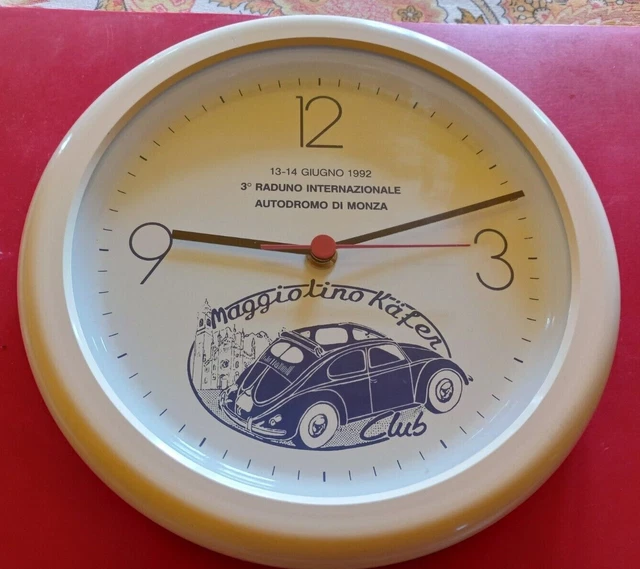 12
13-14 GIUGNO 1992
3° RADUNO INTERNAZIONALE
AUTODROMO DI MONZA
9
3
Maggiolino Käfer
Club